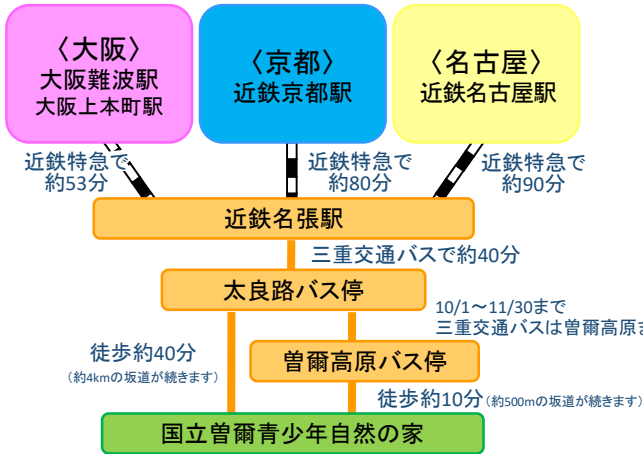 〈大阪〉
大阪難波駅
大阪上本町駅
〈京都〉
近鉄京都駅
〈名古屋〉
近鉄名古屋駅
近鉄特急で
約53分
近鉄特急で
約80分
近鉄特急で
約90分
近鉄名張駅
三重交通バスで約40分
太良路バス停
10/1～11/30まで
三重交通バスは曽爾高原
徒歩約40分
(約4kmの坂道が続きます)
曽爾高原バス停
徒歩約10分(約500mの坂道が続きます)
国立曽爾青少年自然の家